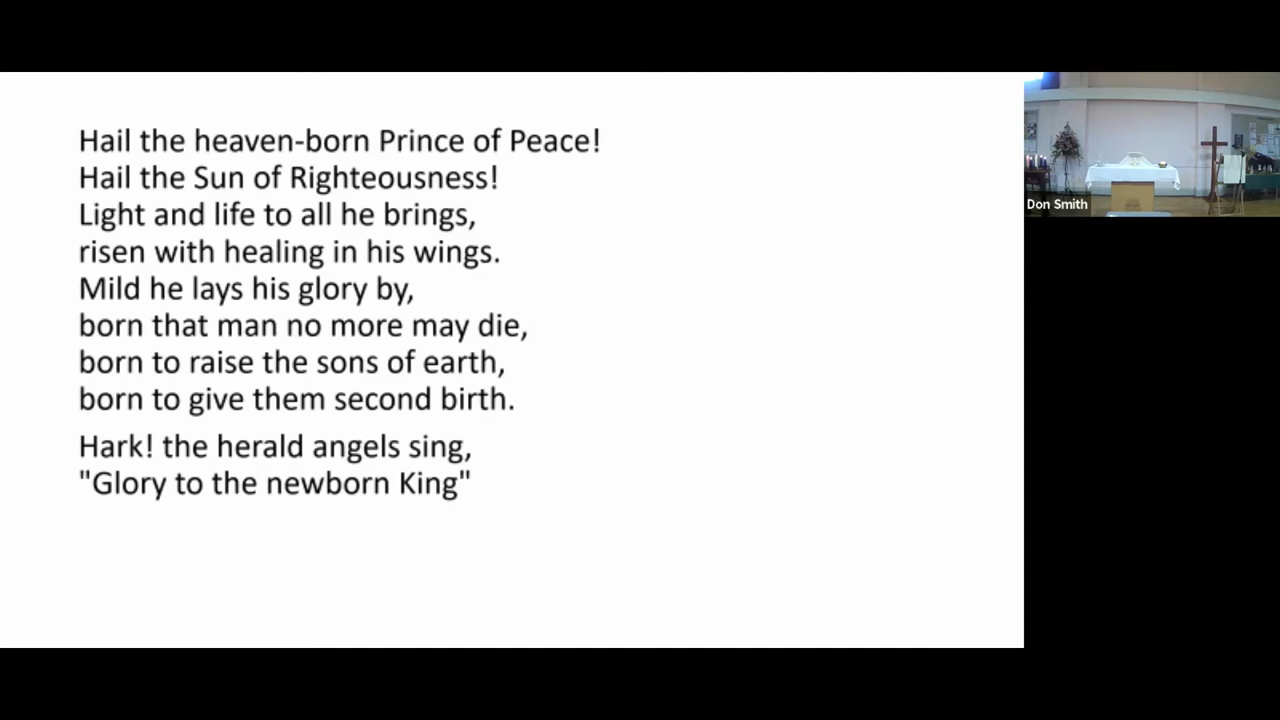 Hail the heaven-born Prince of Peace!
Hail the Sun of Righteousness!
Light and life to all he brings,
risen with healing in his wings.
Mild he lays his glory by,
born that man no more may die,
born to raise the sons of earth,
born to give them second birth.
Hark! the herald angels sing,
"Glory to the newborn King"
Don Smith